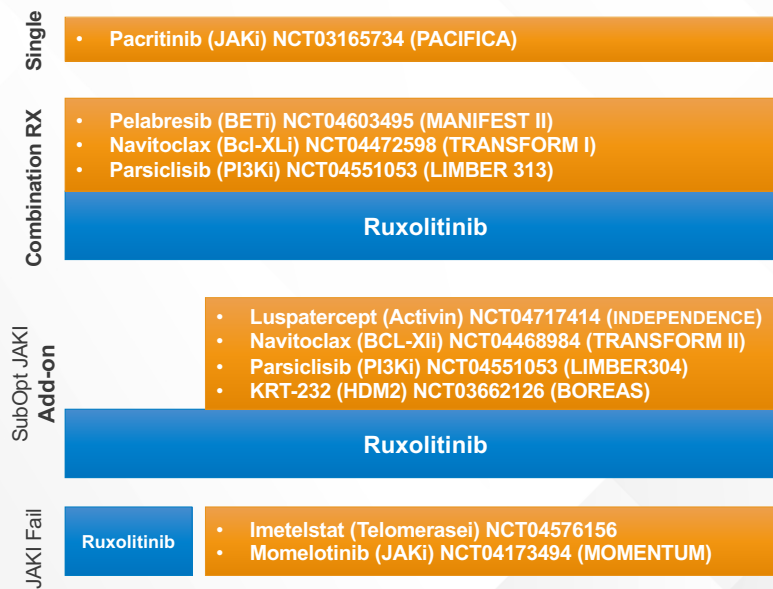 Single
• Pacritinib (JAKi) NCT03165734 (PACIFICA)
Combination RX
• Pelabresib (BETi) NCT04603495 (MANIFEST II)
• Navitoclax (Bcl-XLi) NCT04472598 (TRANSFORM I)
• Parsiclisib (PI3Ki) NCT04551053 (LIMBER 313)
Ruxolitinib
SubOpt JAKI
Add-on
• Luspatercept (Activin) NCT04717414 (INDEPENDENCE)
• Navitoclax (BCL-Xli) NCT04468984 (TRANSFORM II)
• Parsiclisib (PI3Ki) NCT04551053 (LIMBER304)
• KRT-232 (HDM2) NCT03662126 (BOREAS)
Ruxolitinib
JAKI Fail
Ruxolitinib
• Imetelstat (Telomerasei) NCT04576156
• Momelotinib (JAKi) NCT04173494 (MOMENTUM)